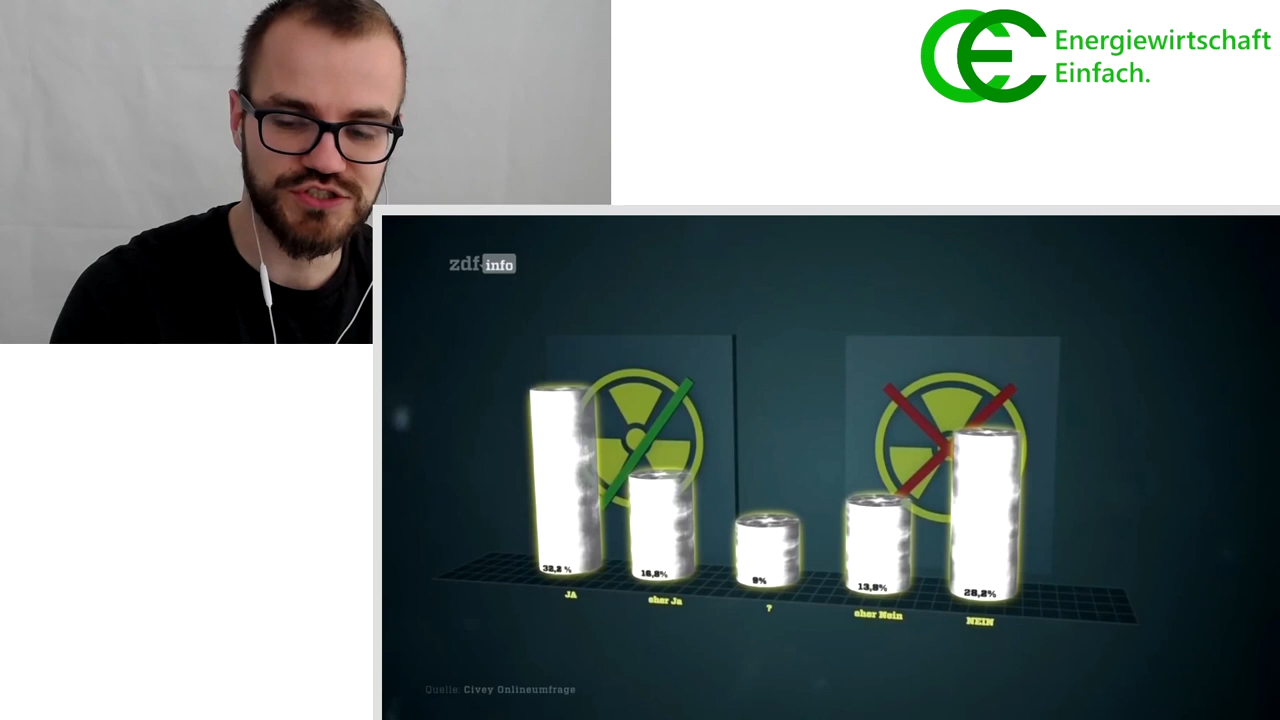 Energiewirtschaft
Einfach.
zdf info
32,2 %
16,8%
9%
13,8%
28,2%
JA
eher Ja
?
eher Nein
NEIN
Quelle: Civey Onlineumfrage